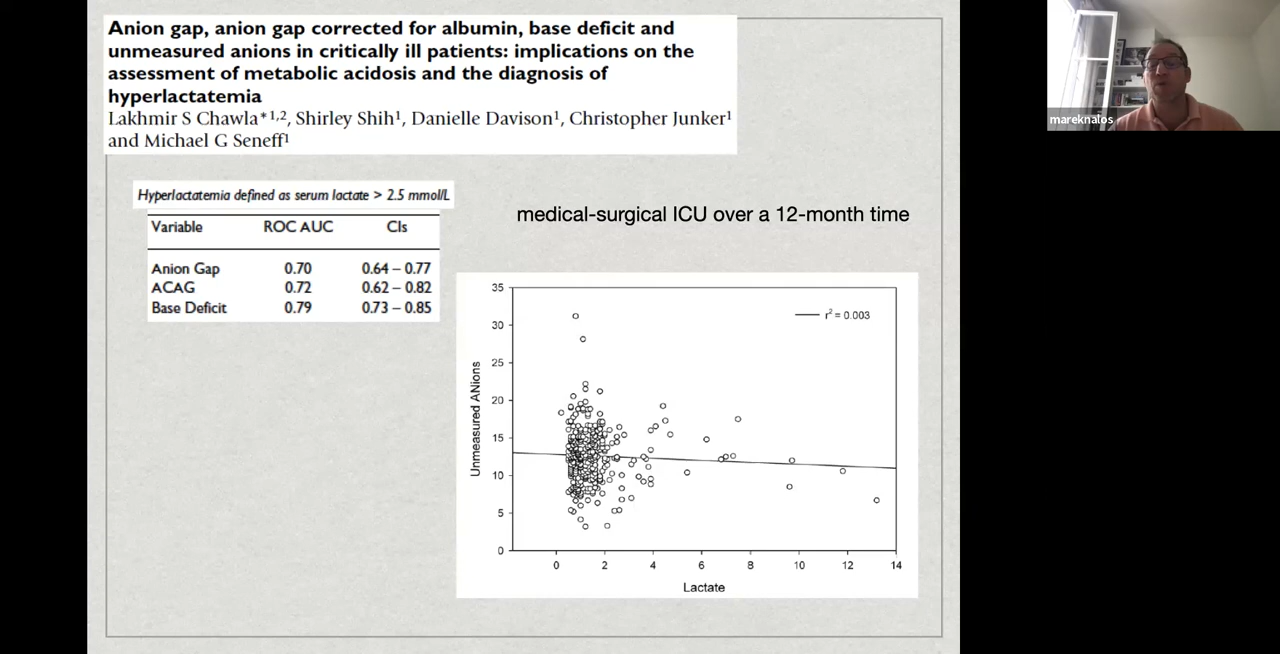 Anion gap, anion gap corrected for albumin, base deficit and
unmeasured anions in critically ill patients: implications on the
assessment of metabolic acidosis and the diagnosis of
hyperlactatemia
Lakhmir S Chawla*1,2, Shirley Shih1, Danielle Davison1, Christopher Junker1
and Michael G Seneff1
mareknalos
Hyperlactatemia defined as serum lactate > 2.5 mmol/L
Variable ROC AUC CIs
Anion Gap 0.70 0.64 – 0.77
ACAG 0.72 0.62 – 0.82
Base Deficit 0.79 0.73 – 0.85
medical-surgical ICU over a 12-month time
35
30
25
20
15
10
5
0
Unmeasured ANions
r2 = 0.003
0 2 4 6 8 10 12 14
Lactate